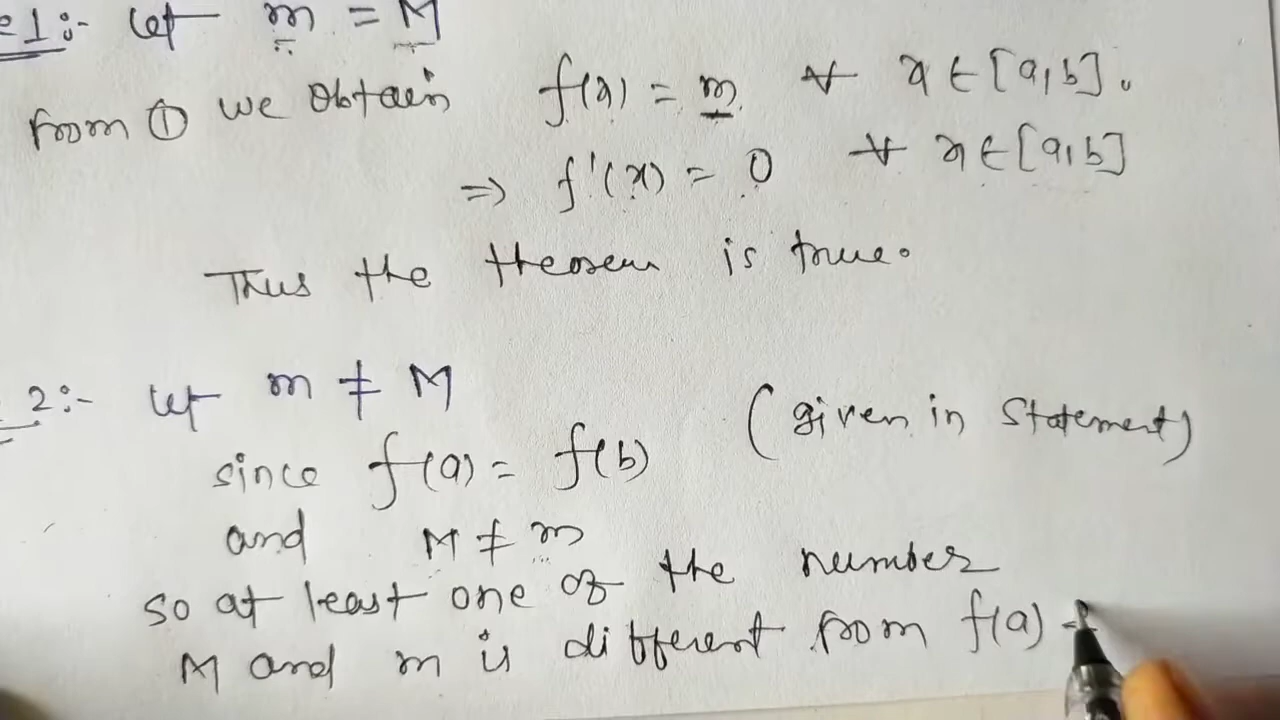 e 1:- Let m = M
From ① we obtain f(x) = m ∀ x ∈ [a,b].
⇒ f'(x) = 0 ∀ x ∈ [a,b]
Thus the theorem is true.
2:- Let m ≠ M
since f(a) = f(b) (given in statement)
and M ≠ m
so at least one of the number
M and m is different from f(a)